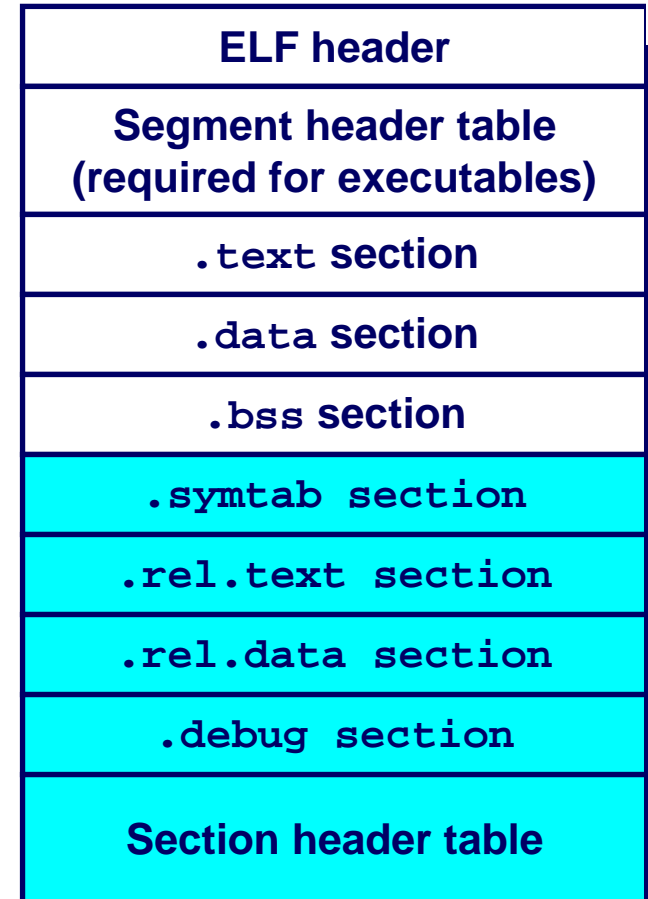 ELF header
Segment header table
(required for executables)
.text section
.data section
.bss section
.symtab section
.rel.text section
.rel.data section
.debug section
Section header table